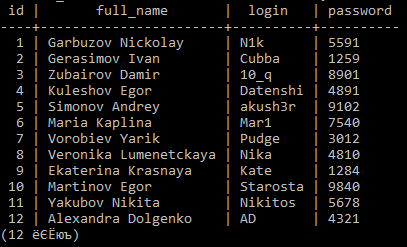 id | full_name | login | password
----+-----------------------+----------+----------
1 | Garbuzov Nickolay | N1k | 5591
2 | Gerasimov Ivan | Cubba | 1259
3 | Zubairov Damir | 10_q | 8901
4 | Kuleshov Egor | Datenshi | 4891
5 | Simonov Andrey | akush3r | 9102
6 | Maria Kaplina | Mar1 | 7540
7 | Vorobiev Yarik | Pudge | 3012
8 | Veronika Lumenetckaya | Nika | 4810
9 | Ekaterina Krasnaya | Kate | 1284
10 | Martinov Egor | Starosta | 9840
11 | Yakubov Nikita | Nikitos | 5678
12 | Alexandra Dolgenko | AD | 4321
(12 ёЄЁюъ)